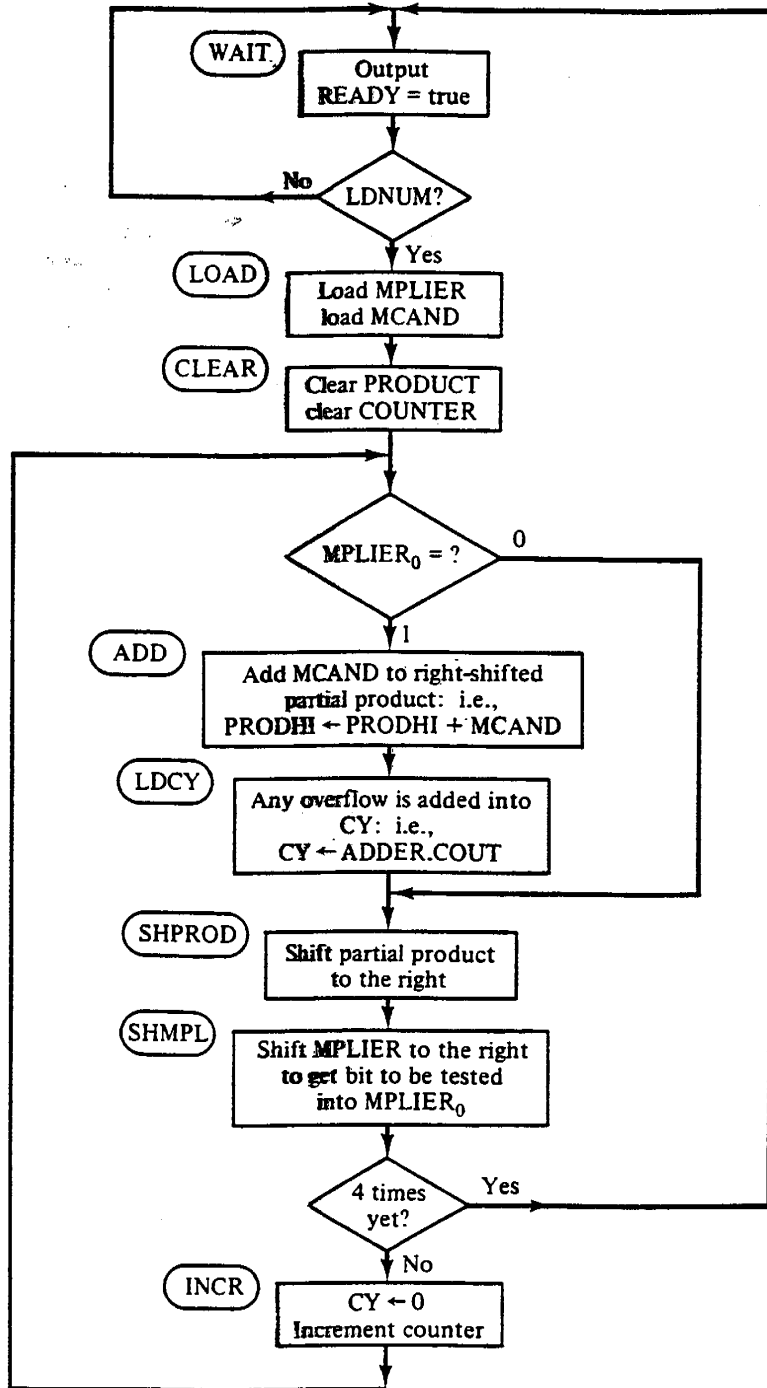 WAIT
Output
READY = true
No
LDNUM?
Yes
LOAD
Load MPLIER
load MCAND
CLEAR
Clear PRODUCT
clear COUNTER
MPLIER₀ = ?
0
1
ADD
Add MCAND to right-shifted
partial product: i.e.,
PRODHI ← PRODHI + MCAND
LDCY
Any overflow is added into
CY: i.e.,
CY ← ADDER.COUT
SHPROD
Shift partial product
to the right
SHMPL
Shift MPLIER to the right
to get bit to be tested
into MPLIER₀
4 times
yet?
Yes
No
INCR
CY ← 0
Increment counter